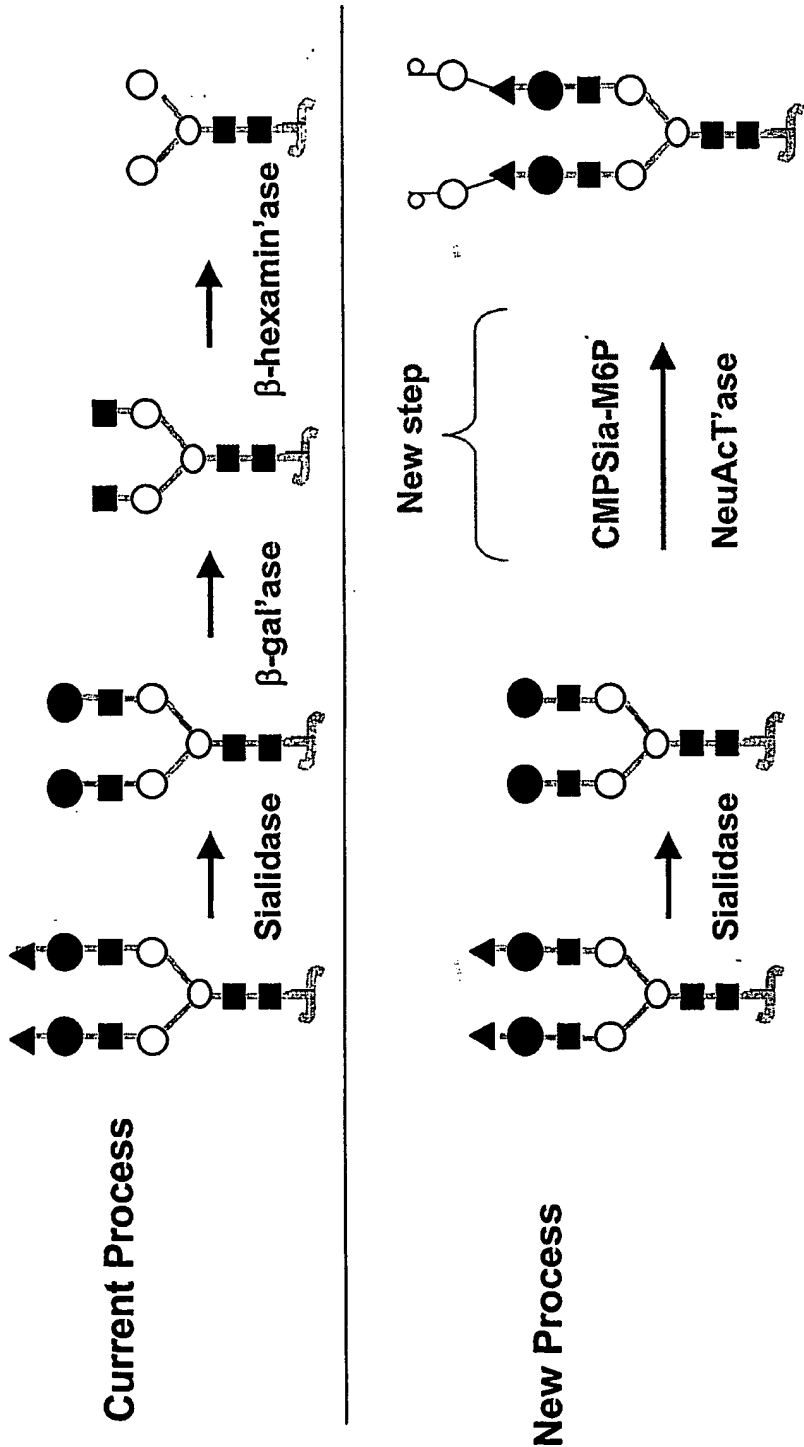 Current Process
Sialidase
β-gal'ase
β-hexamin'ase
New Process
Sialidase
New step
CMPSia-M6P
NeuAcT'ase